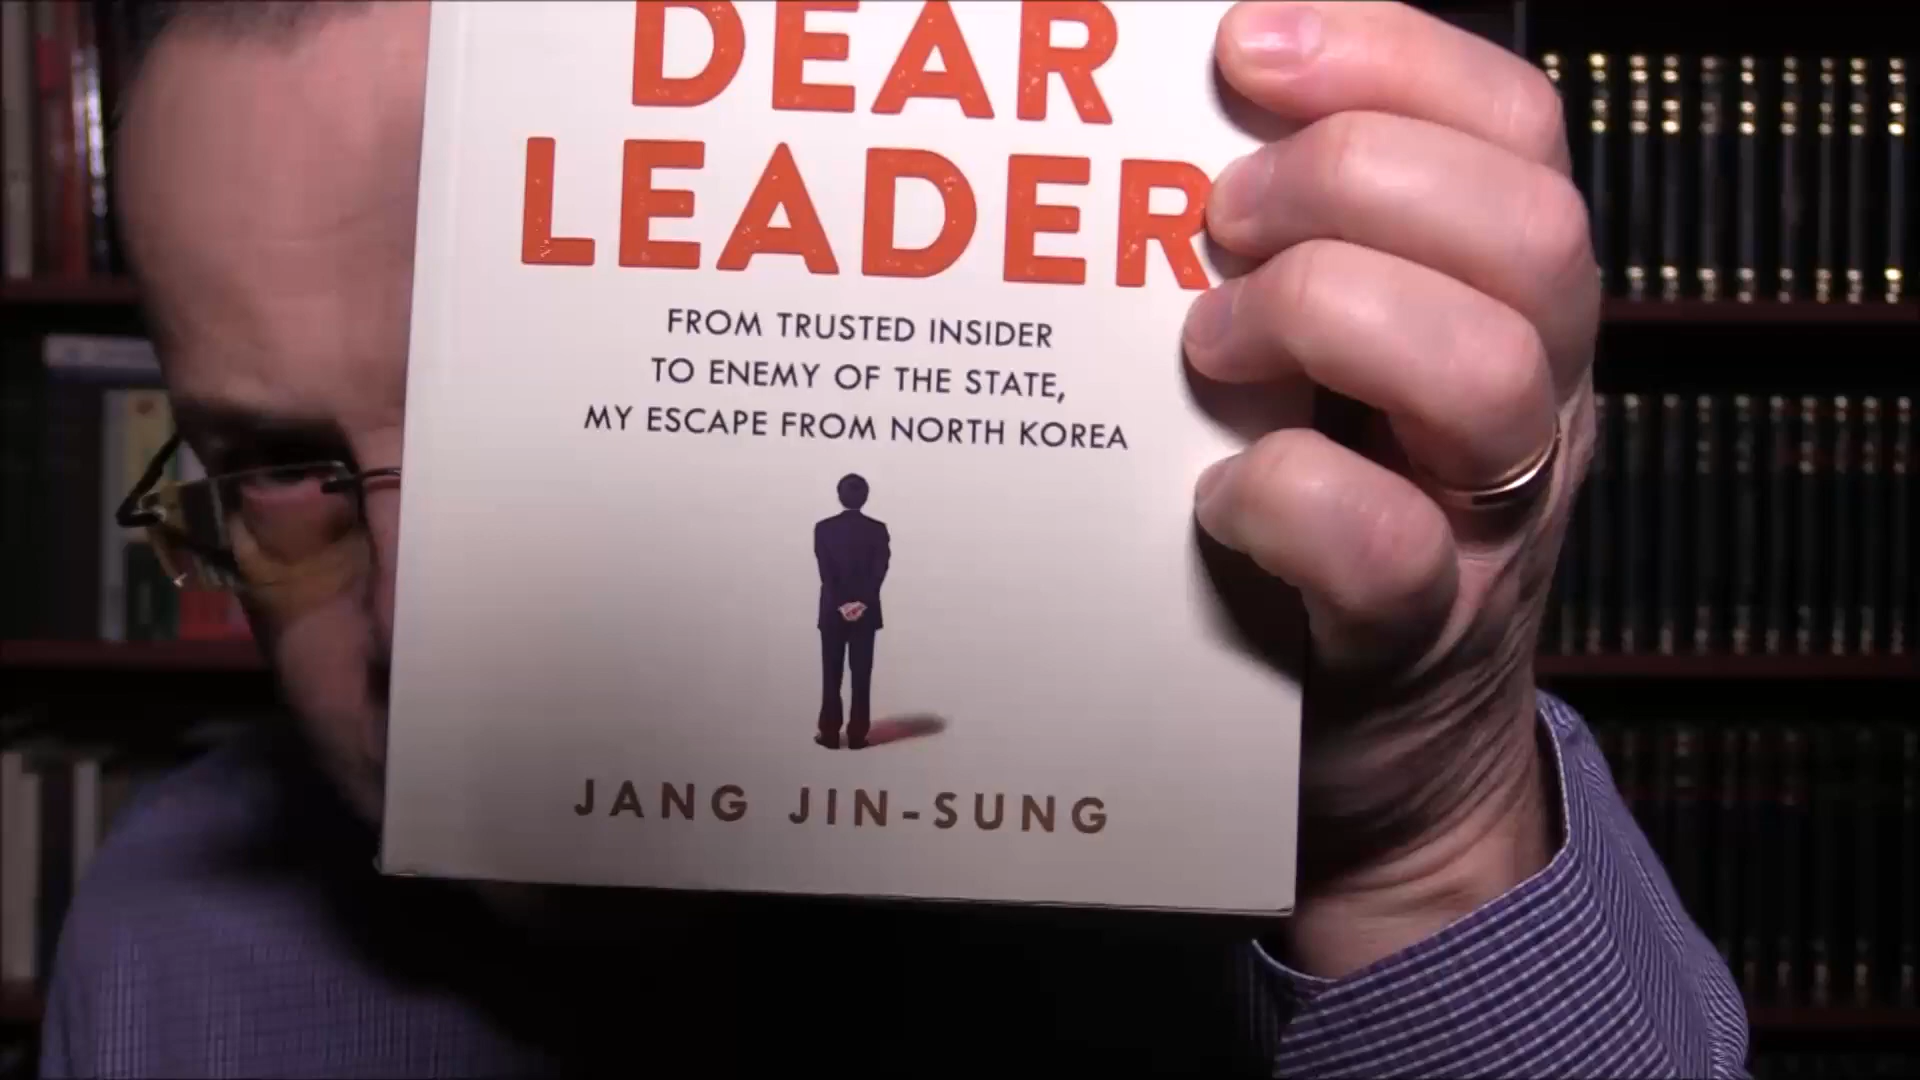 DEAR
LEADER
FROM TRUSTED INSIDER
TO ENEMY OF THE STATE,
MY ESCAPE FROM NORTH KOREA
JANG JIN-SUNG